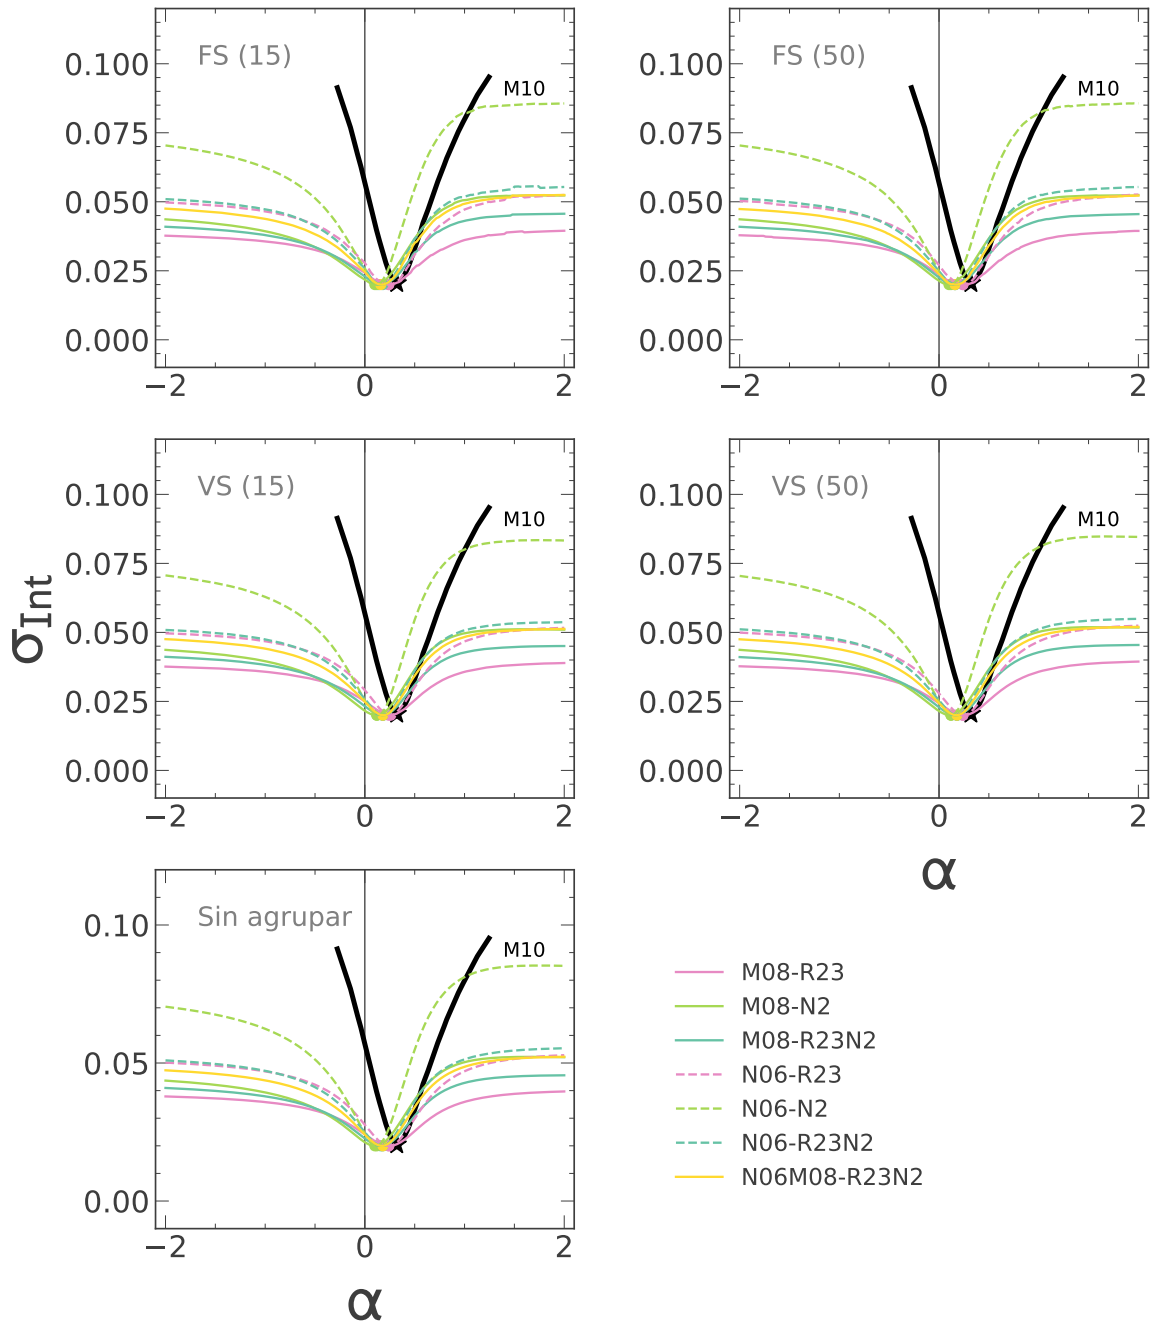 FS (15)
M10
0.100
0.075
0.050
0.025
0.000
−2
0
2
FS (50)
M10
0.100
0.075
0.050
0.025
0.000
−2
0
2
VS (15)
M10
0.100
0.075
0.050
0.025
0.000
−2
0
2
σInt
VS (50)
M10
0.100
0.075
0.050
0.025
0.000
−2
0
2
α
Sin agrupar
M10
0.10
0.05
0.00
−2
0
2
α
M08-R23
M08-N2
M08-R23N2
N06-R23
N06-N2
N06-R23N2
N06M08-R23N2